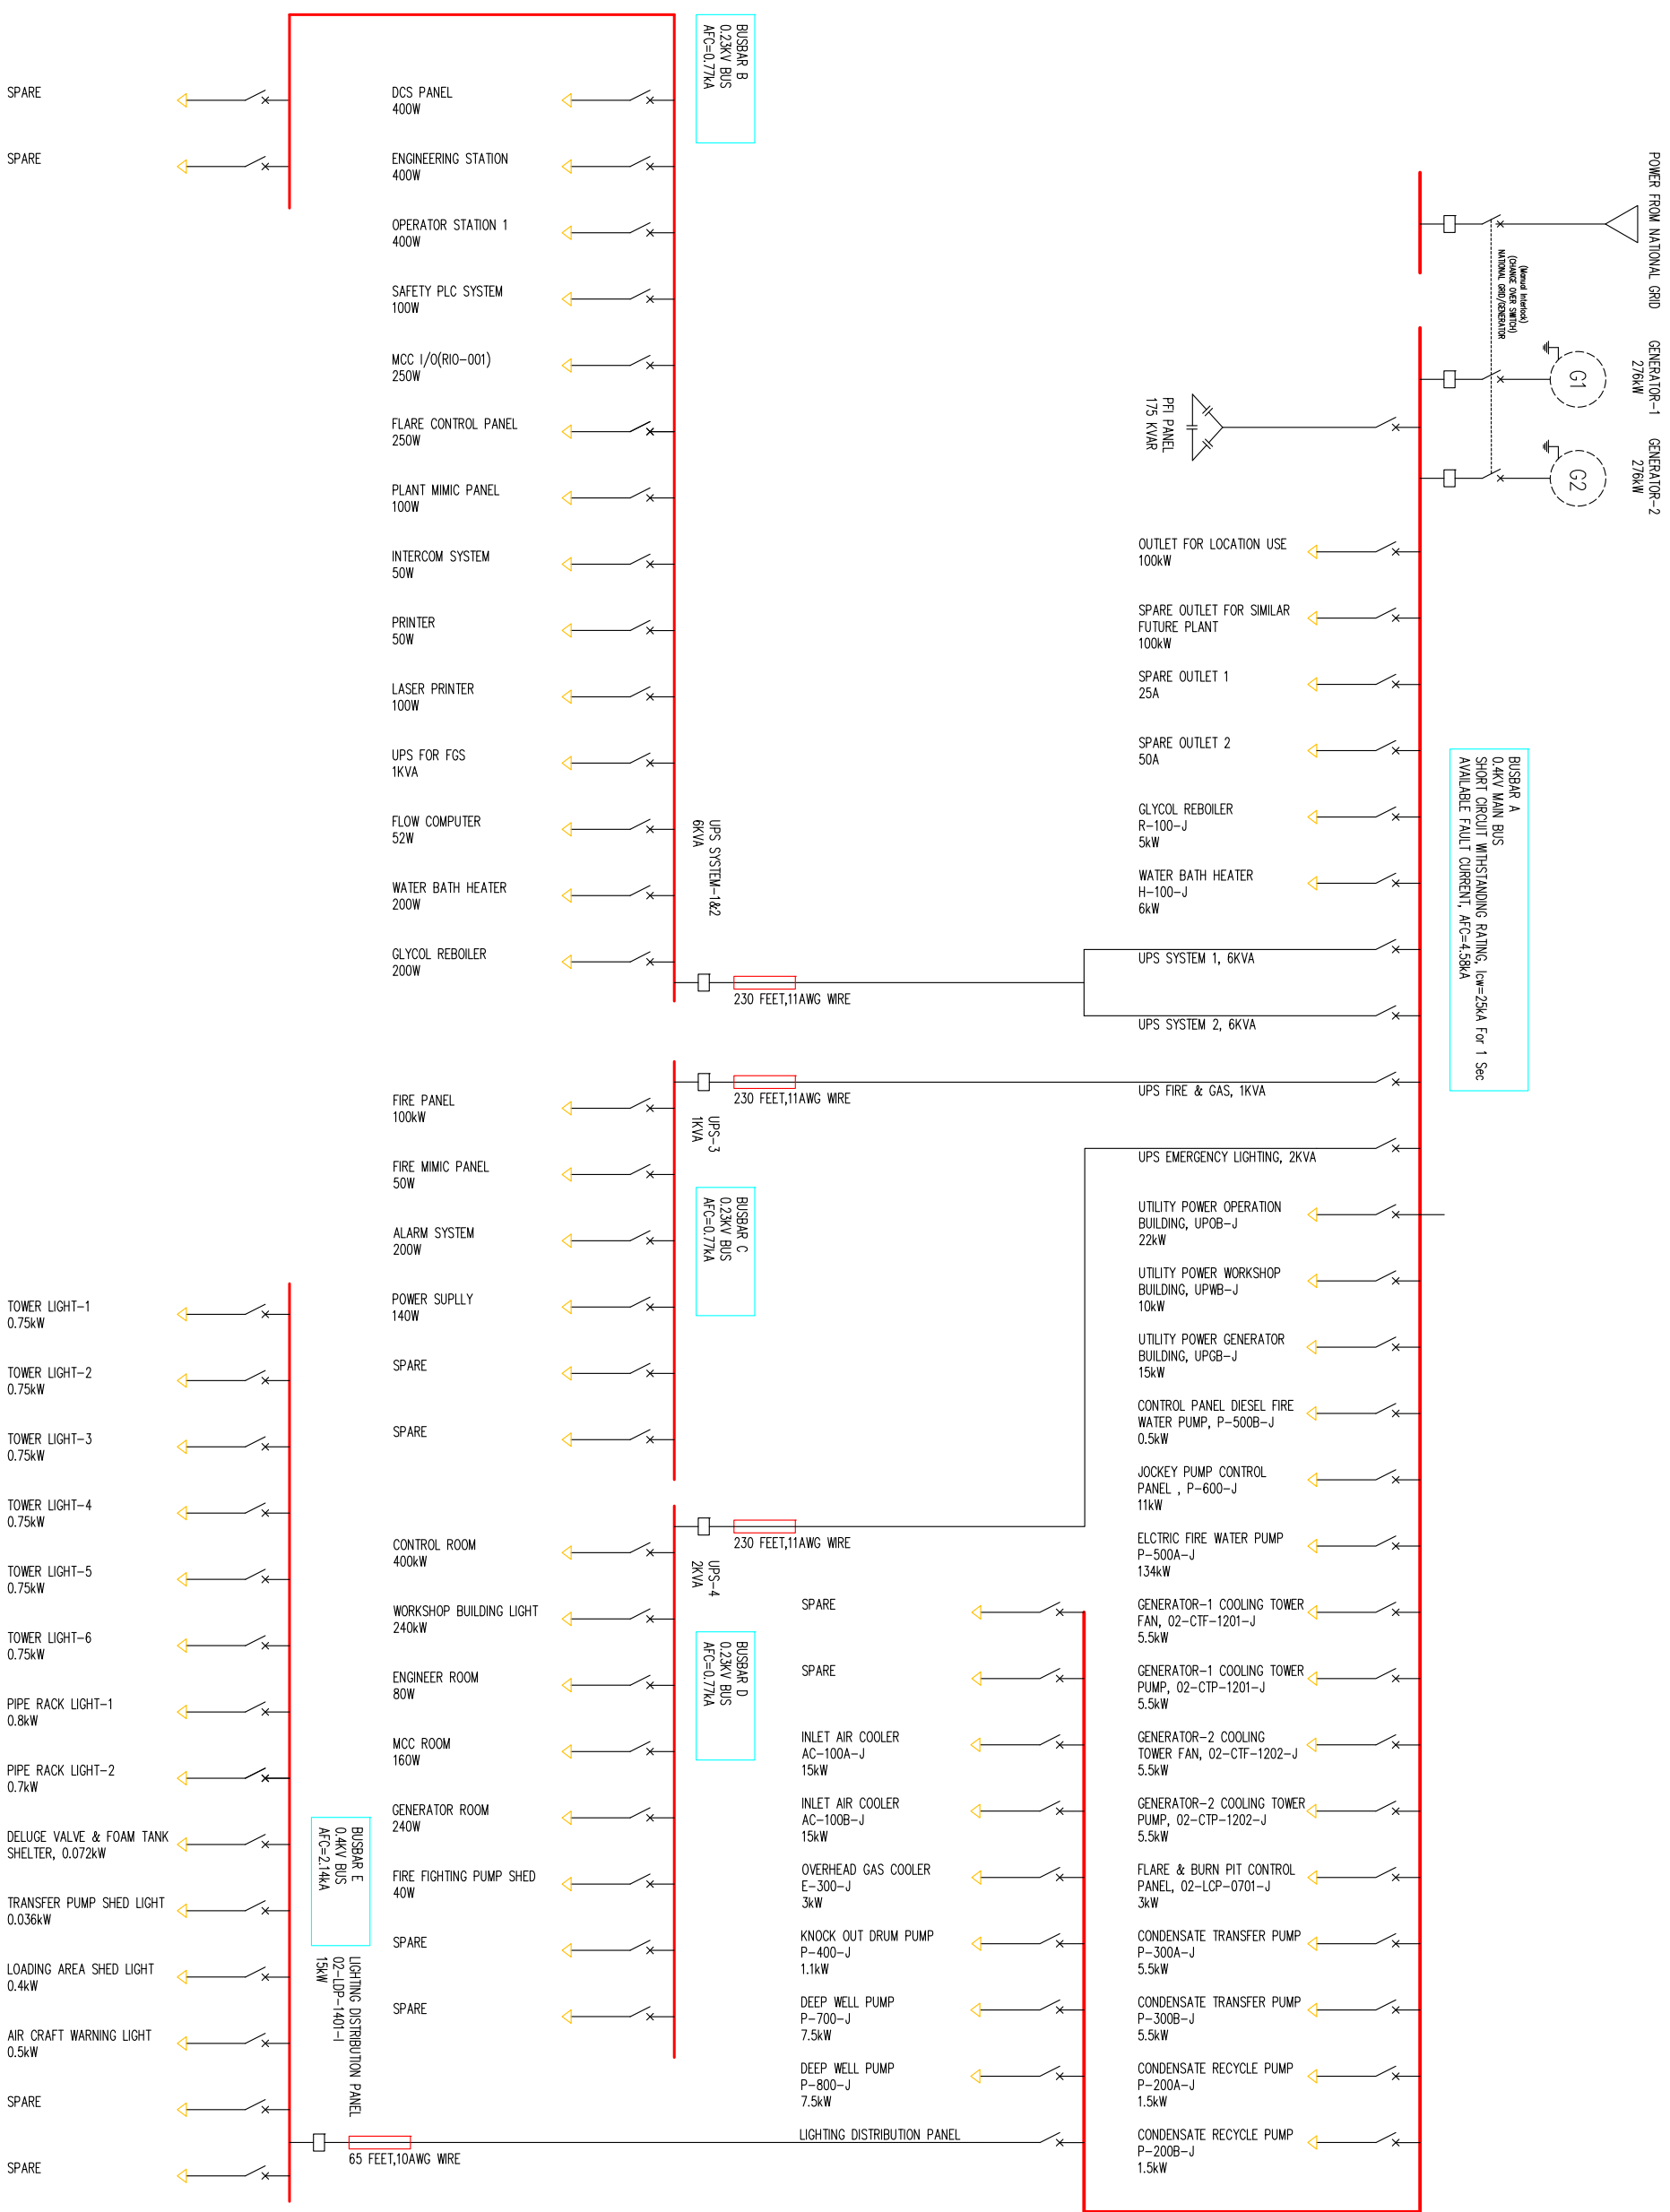 POWER FROM NATIONAL GRID
GENERATOR-1
276kW
GENERATOR-2
276kW
G1
G2
(Manual Interlock)
(CHANGE OVER SWITCH)
NATIONAL GRID/GENERATOR
PFI PANEL
175 KVAR
BUSBAR A
0.4KV MAIN BUS
SHORT CIRCUIT WITHSTANDING RATING, Icw=25kA For 1 Sec
AVAILABLE FAULT CURRENT, AFC=4.58kA
OUTLET FOR LOCATION USE
100kW
SPARE OUTLET FOR SIMILAR
FUTURE PLANT
100kW
SPARE OUTLET 1
25A
SPARE OUTLET 2
50A
GLYCOL REBOILER
R-100-J
5kW
WATER BATH HEATER
H-100-J
6kW
UPS SYSTEM 1, 6KVA
UPS SYSTEM 2, 6KVA
UPS FIRE & GAS, 1KVA
UPS EMERGENCY LIGHTING, 2KVA
UTILITY POWER OPERATION
BUILDING, UPOB-J
22kW
UTILITY POWER WORKSHOP
BUILDING, UPWB-J
10kW
UTILITY POWER GENERATOR
BUILDING, UPGB-J
15kW
CONTROL PANEL DIESEL FIRE
WATER PUMP, P-500B-J
0.5kW
JOCKEY PUMP CONTROL
PANEL , P-600-J
11kW
ELCTRIC FIRE WATER PUMP
P-500A-J
134kW
GENERATOR-1 COOLING TOWER
FAN, 02-CTF-1201-J
5.5kW
GENERATOR-1 COOLING TOWER
PUMP, 02-CTP-1201-J
5.5kW
GENERATOR-2 COOLING
TOWER FAN, 02-CTF-1202-J
5.5kW
GENERATOR-2 COOLING TOWER
PUMP, 02-CTP-1202-J
5.5kW
FLARE & BURN PIT CONTROL
PANEL, 02-LCP-0701-J
3kW
CONDENSATE TRANSFER PUMP
P-300A-J
5.5kW
CONDENSATE TRANSFER PUMP
P-300B-J
5.5kW
CONDENSATE RECYCLE PUMP
P-200A-J
1.5kW
CONDENSATE RECYCLE PUMP
P-200B-J
1.5kW
SPARE
SPARE
INLET AIR COOLER
AC-100A-J
15kW
INLET AIR COOLER
AC-100B-J
15kW
OVERHEAD GAS COOLER
E-300-J
3kW
KNOCK OUT DRUM PUMP
P-400-J
1.1kW
DEEP WELL PUMP
P-700-J
7.5kW
DEEP WELL PUMP
P-800-J
7.5kW
LIGHTING DISTRIBUTION PANEL
BUSBAR B
0.23KV BUS
AFC=0.77kA
UPS SYSTEM-1&2
6KVA
230 FEET,11AWG WIRE
DCS PANEL
400W
ENGINEERING STATION
400W
OPERATOR STATION 1
400W
SAFETY PLC SYSTEM
100W
MCC I/O(RIO-001)
250W
FLARE CONTROL PANEL
250W
PLANT MIMIC PANEL
100W
INTERCOM SYSTEM
50W
PRINTER
50W
LASER PRINTER
100W
UPS FOR FGS
1KVA
FLOW COMPUTER
52W
WATER BATH HEATER
200W
GLYCOL REBOILER
200W
SPARE
SPARE
230 FEET,11AWG WIRE
UPS-3
1KVA
BUSBAR C
0.23KV BUS
AFC=0.77kA
FIRE PANEL
100kW
FIRE MIMIC PANEL
50W
ALARM SYSTEM
200W
POWER SUPLLY
140W
SPARE
SPARE
230 FEET,11AWG WIRE
UPS-4
2KVA
BUSBAR D
0.23KV BUS
AFC=0.77kA
CONTROL ROOM
400kW
WORKSHOP BUILDING LIGHT
240kW
ENGINEER ROOM
80W
MCC ROOM
160W
GENERATOR ROOM
240W
FIRE FIGHTING PUMP SHED
40W
SPARE
SPARE
BUSBAR E
0.4KV BUS
AFC=2.14kA
LIGHTING DISTRIBUTION PANEL
02-LDP-1401-I
15kW
65 FEET,10AWG WIRE
TOWER LIGHT-1
0.75kW
TOWER LIGHT-2
0.75kW
TOWER LIGHT-3
0.75kW
TOWER LIGHT-4
0.75kW
TOWER LIGHT-5
0.75kW
TOWER LIGHT-6
0.75kW
PIPE RACK LIGHT-1
0.8kW
PIPE RACK LIGHT-2
0.7kW
DELUGE VALVE & FOAM TANK
SHELTER, 0.072kW
TRANSFER PUMP SHED LIGHT
0.036kW
LOADING AREA SHED LIGHT
0.4kW
AIR CRAFT WARNING LIGHT
0.5kW
SPARE
SPARE